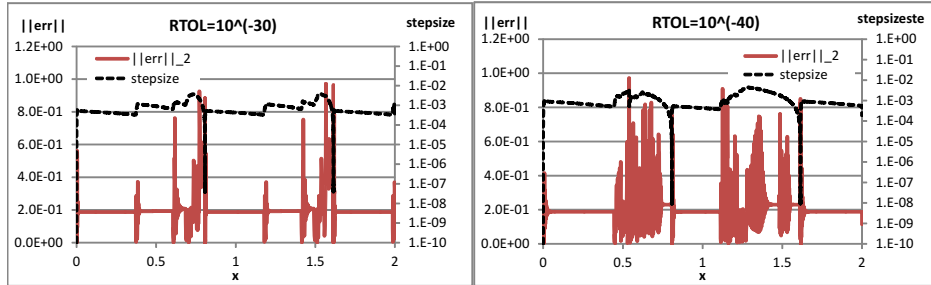 ||err||
RTOL=10^(-30)
stepsize
1.2E+00
1.0E+00
8.0E-01
6.0E-01
4.0E-01
2.0E-01
0.0E+00
||err||_2
stepsize
1.E+00
1.E-01
1.E-02
1.E-03
1.E-04
1.E-05
1.E-06
1.E-07
1.E-08
1.E-09
1.E-10
0
0.5
1
1.5
2
x
||err||
RTOL=10^(-40)
stepsizeste
1.2E+00
1.0E+00
8.0E-01
6.0E-01
4.0E-01
2.0E-01
0.0E+00
||err||_2
stepsize
1.E+00
1.E-01
1.E-02
1.E-03
1.E-04
1.E-05
1.E-06
1.E-07
1.E-08
1.E-09
1.E-10
0
0.5
1
1.5
2
x